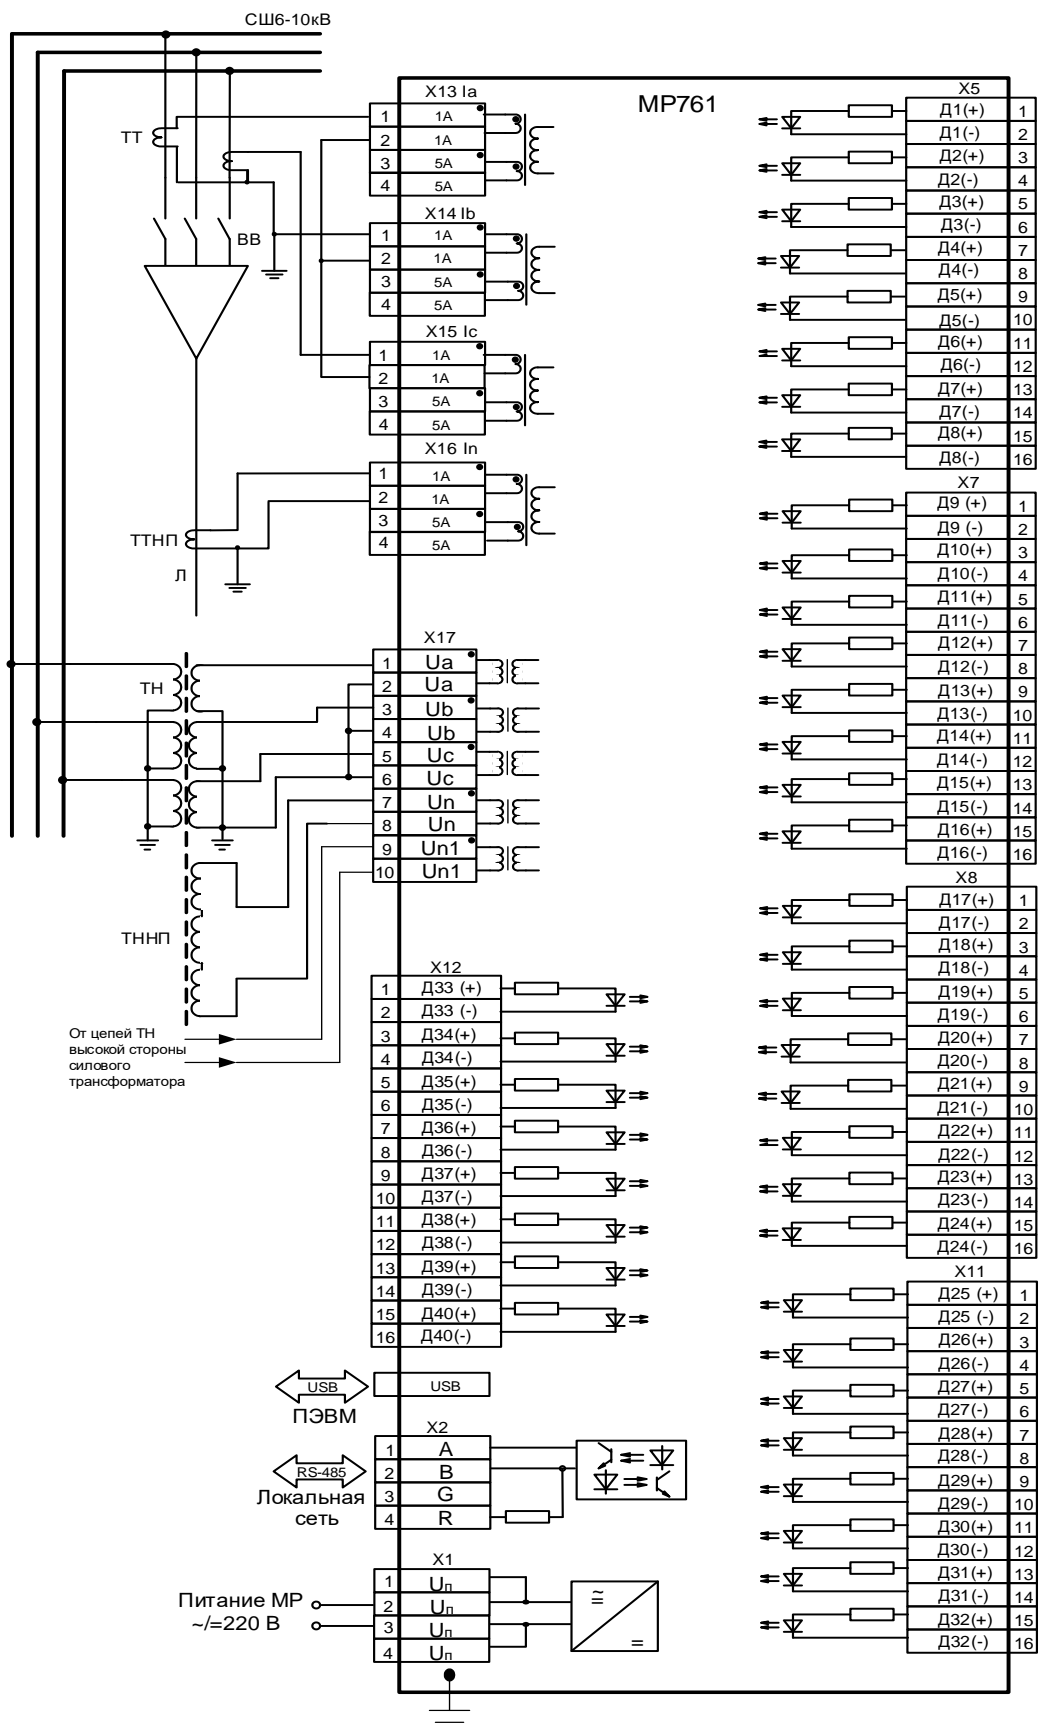 СШ6-10кВ
МР761
ТТ
ВВ
X13 Ia
1 1А
2 1А
3 5А
4 5А
X14 Ib
1 1А
2 1А
3 5А
4 5А
X15 Ic
1 1А
2 1А
3 5А
4 5А
X16 In
1 1А
2 1А
3 5А
4 5А
ТТНП
Л
X17
1 Ua
2 Ua
3 Ub
4 Ub
5 Uc
6 Uc
7 Un
8 Un
9 Un1
10 Un1
ТН
ТННП
От цепей ТН
высокой стороны
силового
трансформатора
X12
1 Д33 (+)
2 Д33 (-)
3 Д34(+)
4 Д34(-)
5 Д35(+)
6 Д35(-)
7 Д36(+)
8 Д36(-)
9 Д37(+)
10 Д37(-)
11 Д38(+)
12 Д38(-)
13 Д39(+)
14 Д39(-)
15 Д40(+)
16 Д40(-)
USB
USB
ПЭВМ
X2
1 A
2 B
3 G
4 R
RS-485
Локальная
сеть
X1
1 Uп
2 Uп
3 Uп
4 Uп
Питание МР
~/=220 В
≂
=
X5
Д1(+) 1
Д1(-) 2
Д2(+) 3
Д2(-) 4
Д3(+) 5
Д3(-) 6
Д4(+) 7
Д4(-) 8
Д5(+) 9
Д5(-) 10
Д6(+) 11
Д6(-) 12
Д7(+) 13
Д7(-) 14
Д8(+) 15
Д8(-) 16
X7
Д9 (+) 1
Д9 (-) 2
Д10(+) 3
Д10(-) 4
Д11(+) 5
Д11(-) 6
Д12(+) 7
Д12(-) 8
Д13(+) 9
Д13(-) 10
Д14(+) 11
Д14(-) 12
Д15(+) 13
Д15(-) 14
Д16(+) 15
Д16(-) 16
X8
Д17(+) 1
Д17(-) 2
Д18(+) 3
Д18(-) 4
Д19(+) 5
Д19(-) 6
Д20(+) 7
Д20(-) 8
Д21(+) 9
Д21(-) 10
Д22(+) 11
Д22(-) 12
Д23(+) 13
Д23(-) 14
Д24(+) 15
Д24(-) 16
X11
Д25 (+) 1
Д25 (-) 2
Д26(+) 3
Д26(-) 4
Д27(+) 5
Д27(-) 6
Д28(+) 7
Д28(-) 8
Д29(+) 9
Д29(-) 10
Д30(+) 11
Д30(-) 12
Д31(+) 13
Д31(-) 14
Д32(+) 15
Д32(-) 16